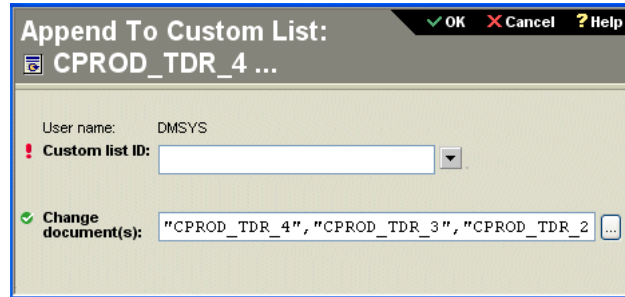 Append To Custom List:
OK Cancel ? Help
CPROD_TDR_4 ...
User name: DMSYS
! Custom list ID:
Change
document(s): "CPROD_TDR_4","CPROD_TDR_3","CPROD_TDR_2 ...